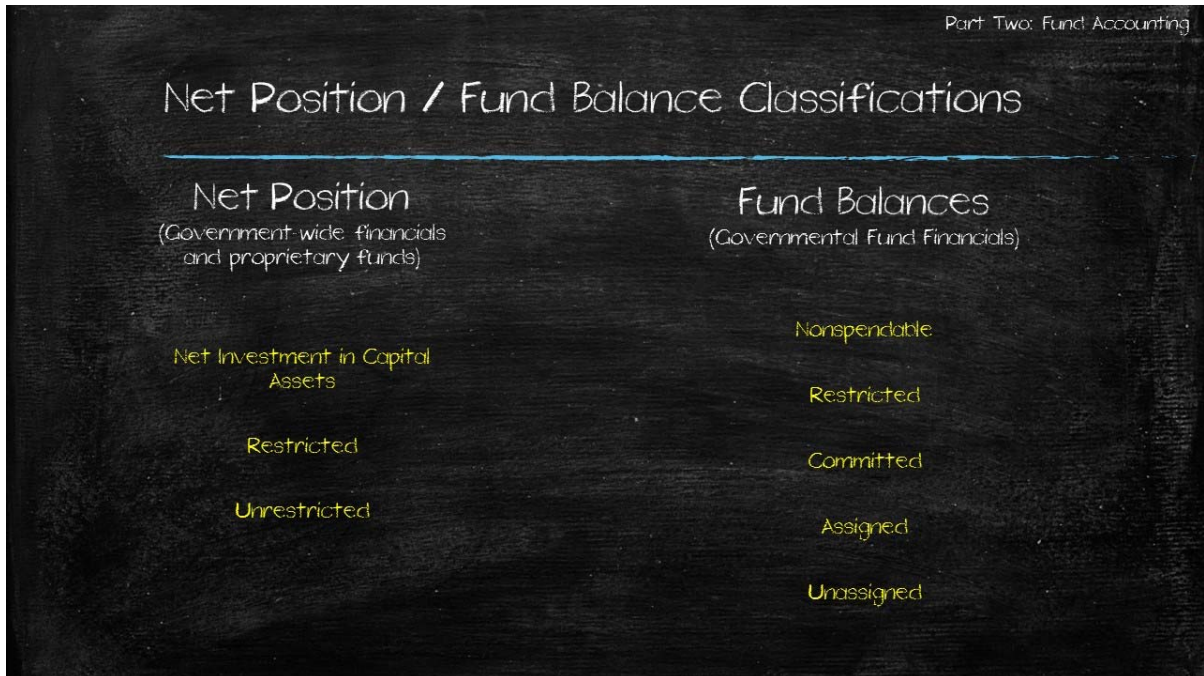 Part Two: Fund Accounting
Net Position / Fund Balance Classifications
Net Position
(Government-wide financials
and proprietary funds)
Net Investment in Capital
Assets
Restricted
Unrestricted
Fund Balances
(Governmental Fund Financials)
Nonspendable
Restricted
Committed
Assigned
Unassigned